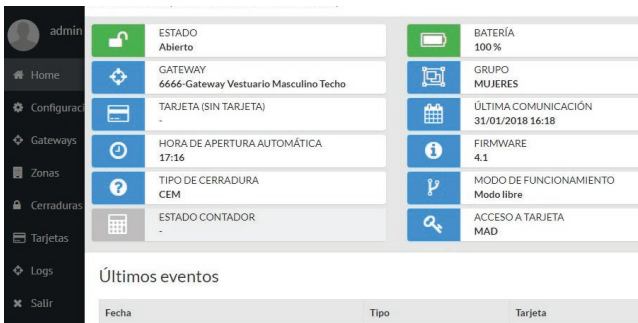 admin
Home
Configuraci
Gateways
Zonas
Cerraduras
Tarjetas
Logs
Salir
ESTADO
Abierto
BATERÍA
100 %
GATEWAY
6666-Gateway Vestuario Masculino Techo
GRUPO
MUJERES
TARJETA (SIN TARJETA)
-
ÚLTIMA COMUNICACIÓN
31/01/2018 16:18
HORA DE APERTURA AUTOMÁTICA
17:16
FIRMWARE
4.1
TIPO DE CERRADURA
CEM
MODO DE FUNCIONAMIENTO
Modo libre
ESTADO CONTADOR
-
ACCESO A TARJETA
MAD
Últimos eventos
Fecha Tipo Tarjeta